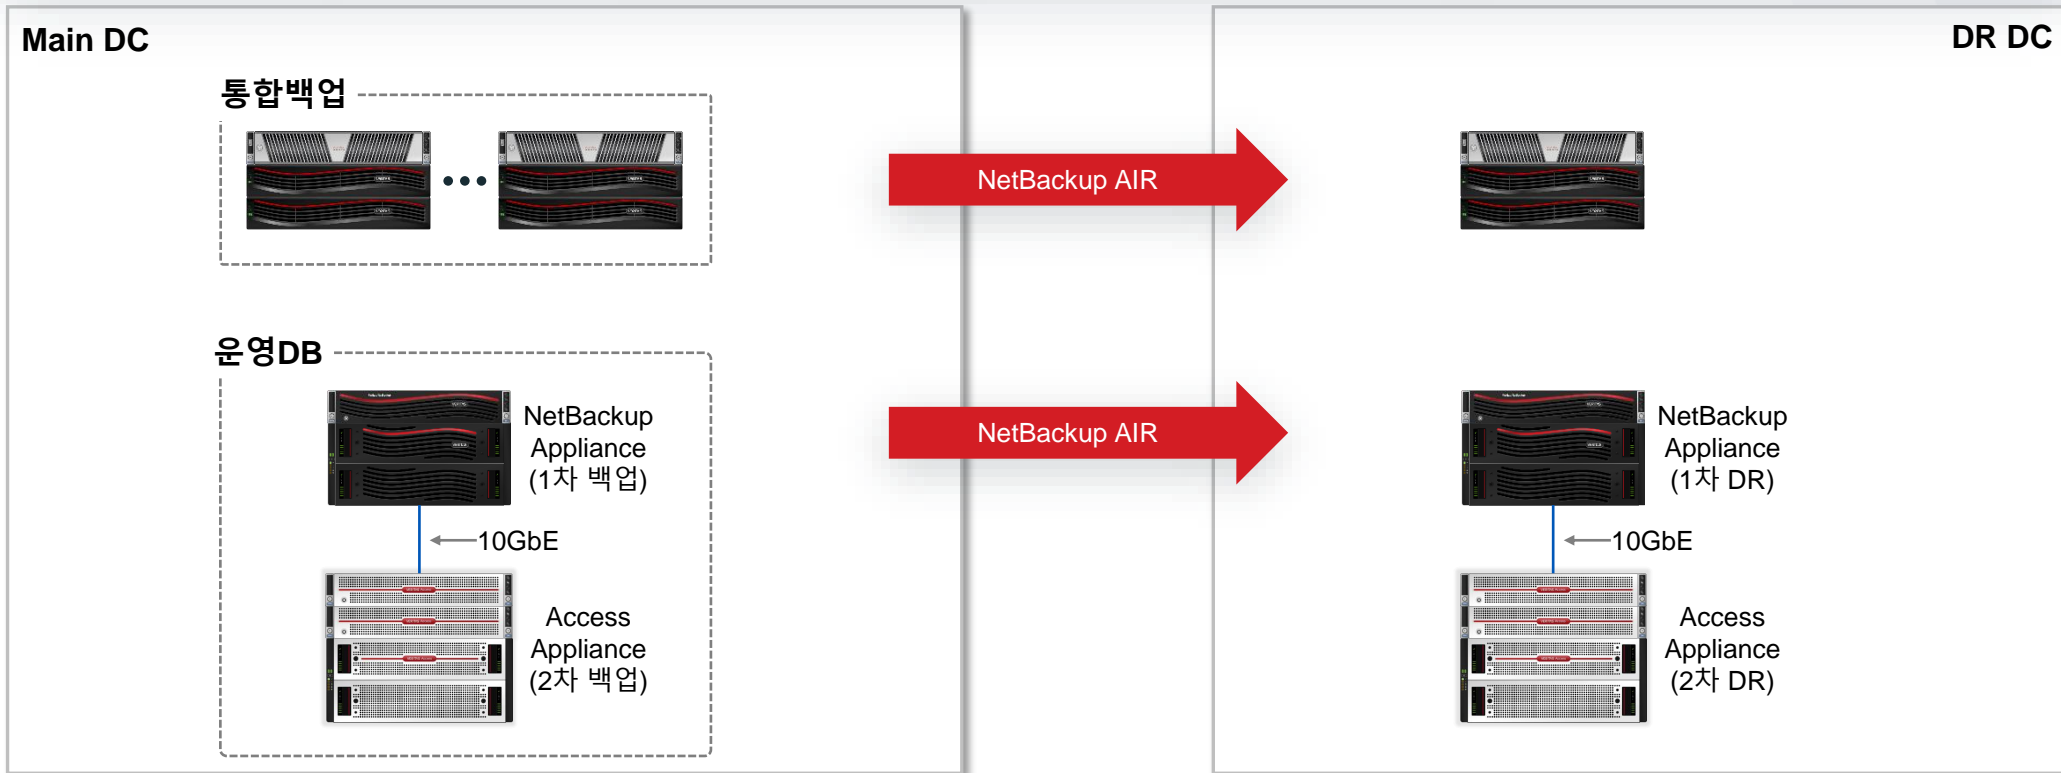 Main DC
DR DC
통합백업
NetBackup AIR
운영DB
NetBackup
Appliance
(1차 백업)
10GbE
Access
Appliance
(2차 백업)
NetBackup AIR
NetBackup
Appliance
(1차 DR)
10GbE
Access
Appliance
(2차 DR)